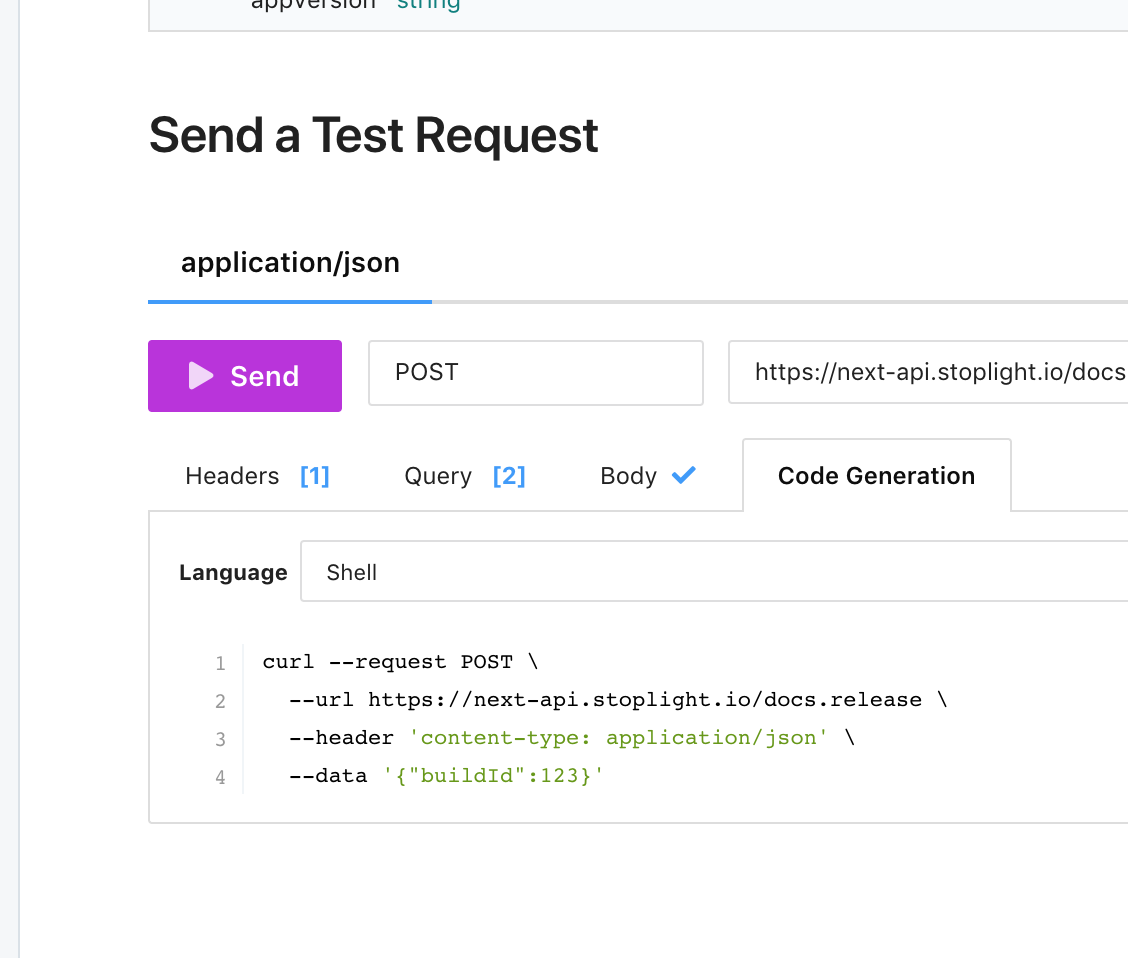 appversion string
Send a Test Request
application/json
Send POST https://next-api.stoplight.io/docs
Headers [1] Query [2] Body Code Generation
Language Shell
1 curl --request POST \
2 --url https://next-api.stoplight.io/docs.release \
3 --header 'content-type: application/json' \
4 --data '{"buildId":123}'